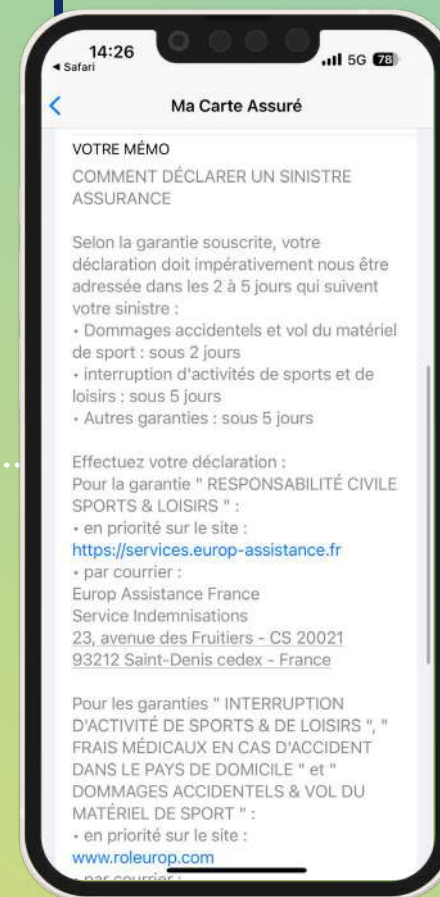 14:26
5G 78
◂ Safari
Ma Carte Assuré
VOTRE MÉMO
COMMENT DÉCLARER UN SINISTRE
ASSURANCE
Selon la garantie souscrite, votre
déclaration doit impérativement nous être
adressée dans les 2 à 5 jours qui suivent
votre sinistre :
• Dommages accidentels et vol du matériel
de sport : sous 2 jours
• interruption d'activités de sports et de
loisirs : sous 5 jours
• Autres garanties : sous 5 jours
Effectuez votre déclaration :
Pour la garantie " RESPONSABILITÉ CIVILE
SPORTS & LOISIRS " :
• en priorité sur le site :
https://services.europ-assistance.fr
• par courrier :
Europ Assistance France
Service Indemnisations
23, avenue des Fruitiers - CS 20021
93212 Saint-Denis cedex - France
Pour les garanties " INTERRUPTION
D'ACTIVITÉ DE SPORTS & DE LOISIRS ", "
FRAIS MÉDICAUX EN CAS D'ACCIDENT
DANS LE PAYS DE DOMICILE " et "
DOMMAGES ACCIDENTELS & VOL DU
MATÉRIEL DE SPORT " :
• en priorité sur le site :
www.roleurop.com
• par courrier :